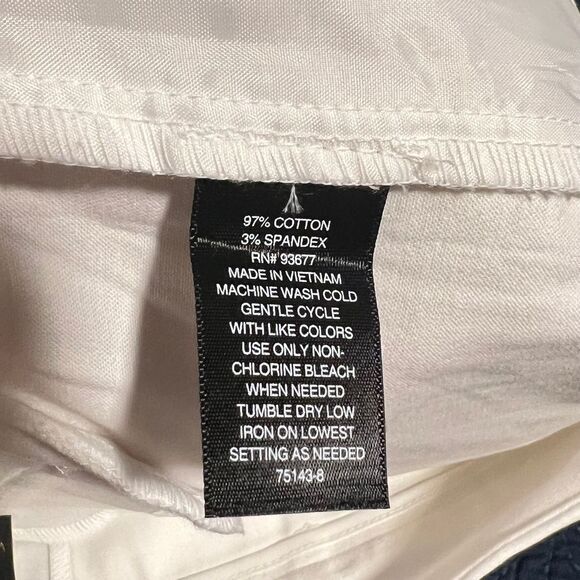 97% COTTON
3% SPANDEX
RN# 93677
MADE IN VIETNAM
MACHINE WASH COLD
GENTLE CYCLE
WITH LIKE COLORS
USE ONLY NON-
CHLORINE BLEACH
WHEN NEEDED
TUMBLE DRY LOW
IRON ON LOWEST
SETTING AS NEEDED
75143-8